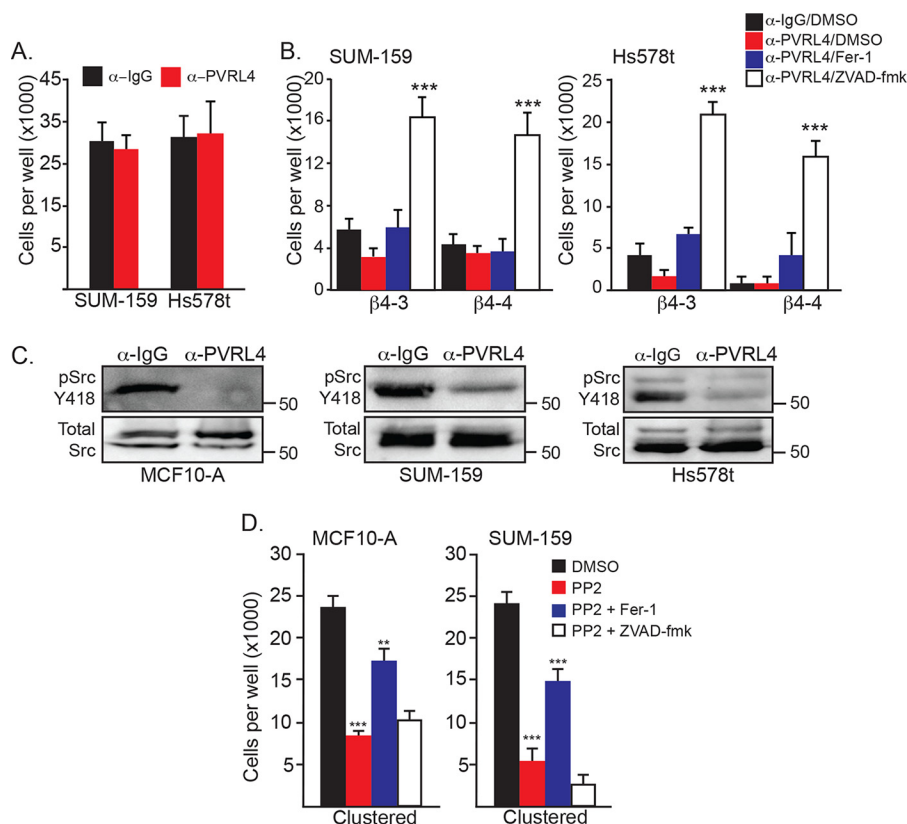 A.
α–IgG α–PVRL4
Cells per well (x1000)
45
35
25
15
5
SUM-159 Hs578t
B.
SUM-159
Cells per well (x1000)
20
16
12
8
4
0
*** ***
β4-3 β4-4
Hs578t
Cells per well (x1000)
25
20
15
10
5
0
*** ***
β4-3 β4-4
α-IgG/DMSO
α-PVRL4/DMSO
α-PVRL4/Fer-1
α-PVRL4/ZVAD-fmk
C.
α-IgG α-PVRL4
pSrc
Y418
50
Total
Src
50
MCF10-A
α-IgG α-PVRL4
pSrc
Y418
50
Total
Src
50
SUM-159
α-IgG α-PVRL4
pSrc
Y418
50
Total
Src
50
Hs578t
D.
MCF10-A
Cells per well (x1000)
30
25
20
15
10
5
*** **
Clustered
SUM-159
30
25
20
15
10
5
*** ***
Clustered
DMSO
PP2
PP2 + Fer-1
PP2 + ZVAD-fmk